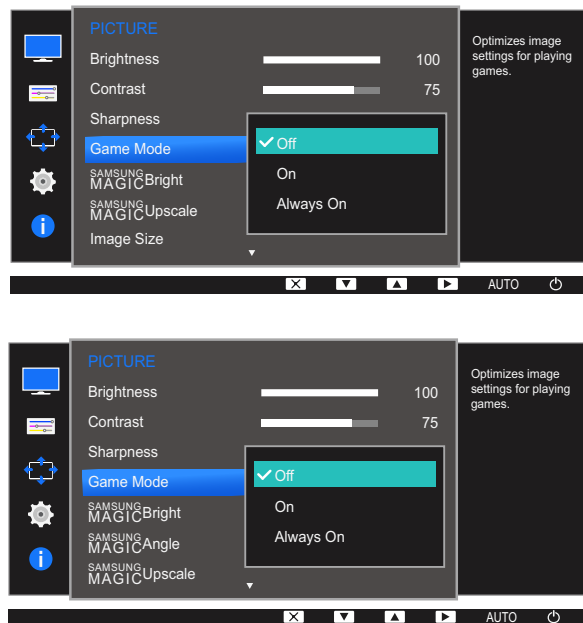 PICTURE
Brightness 100
Contrast 75
Sharpness
Game Mode
SAMSUNG
MAGICBright
SAMSUNG
MAGICUpscale
Image Size
Off
On
Always On
Optimizes image
settings for playing
games.
AUTO
PICTURE
Brightness 100
Contrast 75
Sharpness
Game Mode
SAMSUNG
MAGICBright
SAMSUNG
MAGICAngle
SAMSUNG
MAGICUpscale
Off
On
Always On
Optimizes image
settings for playing
games.
AUTO